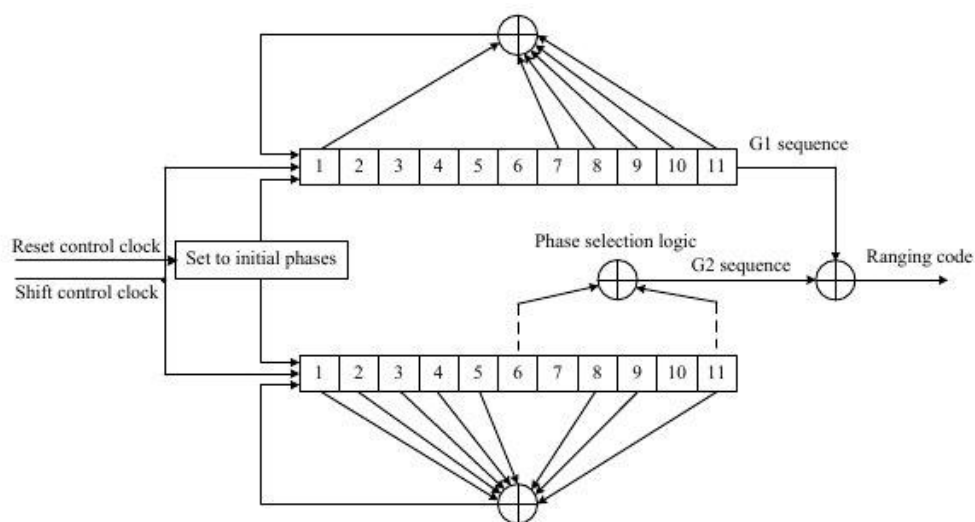 1 2 3 4 5 6 7 8 9 10 11
G1 sequence
Reset control clock
Set to initial phases
Shift control clock
Phase selection logic
G2 sequence
Ranging code
1 2 3 4 5 6 7 8 9 10 11